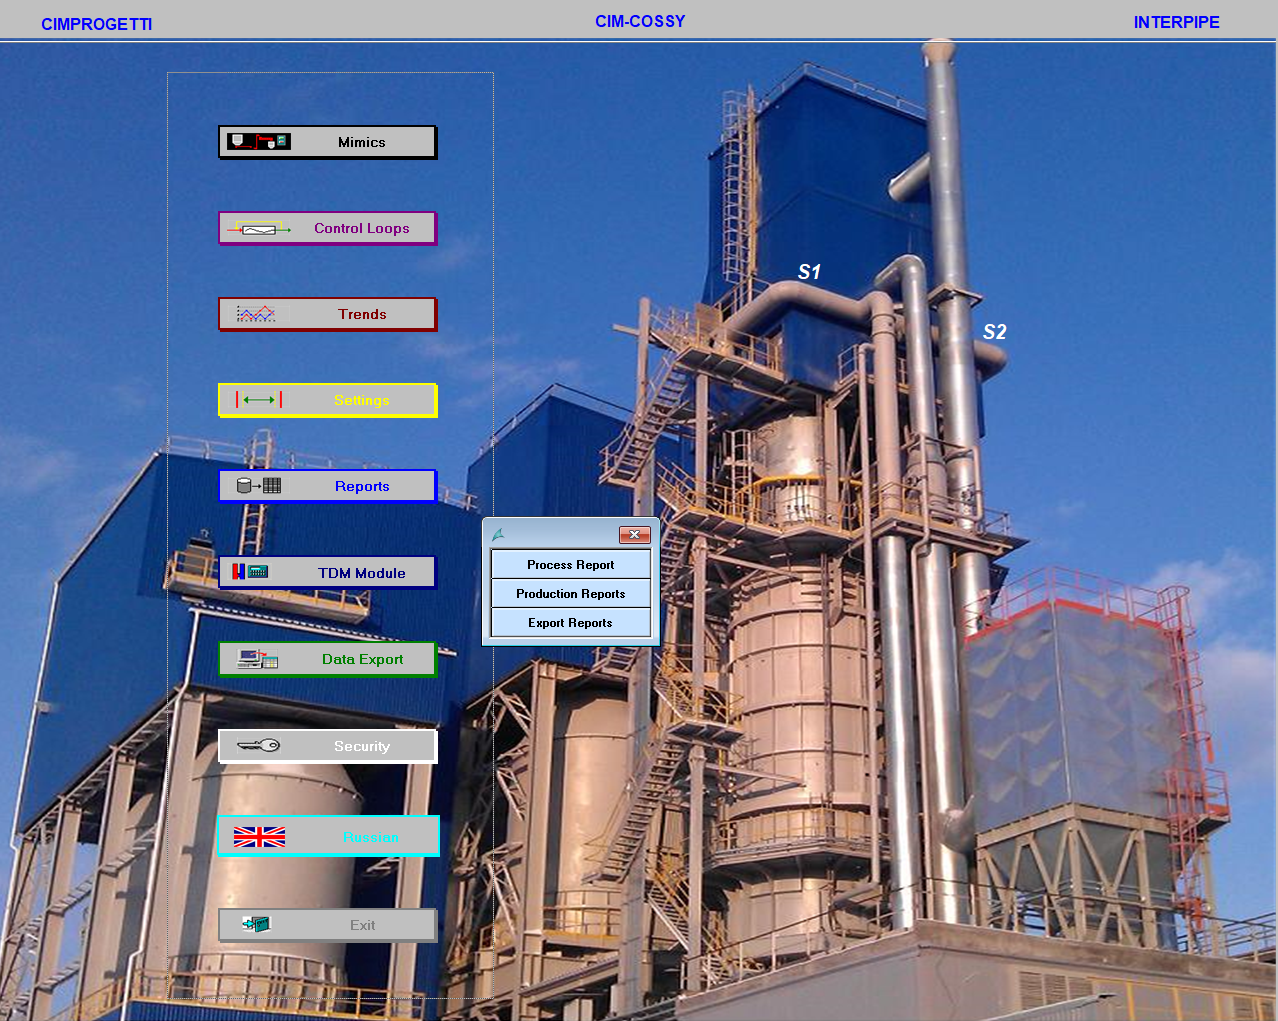 CIMPROGETTI
CIM-COSSY
INTERPIPE
Mimics
Control Loops
Trends
Settings
Reports
TDM Module
Data Export
Security
Russian
Exit
Process Report
Production Reports
Export Reports
S1
S2